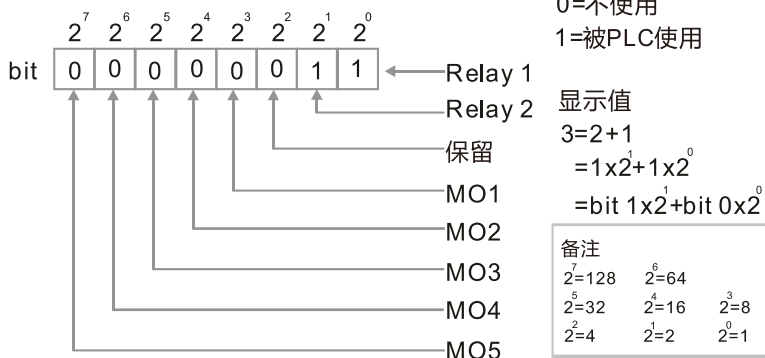 0=不使用
2^7 2^6 2^5 2^4 2^3 2^2 2^1 2^0
1=被PLC使用
bit 0 0 0 0 0 0 1 1
Relay 1
Relay 2
保留
MO1
MO2
MO3
MO4
MO5
显示值
3=2+1
=1x2^1+1x2^0
=bit 1x2^1+bit 0x2^0
备注
2^7=128 2^6=64
2^5=32 2^4=16 2^3=8
2^2=4 2^1=2 2^0=1